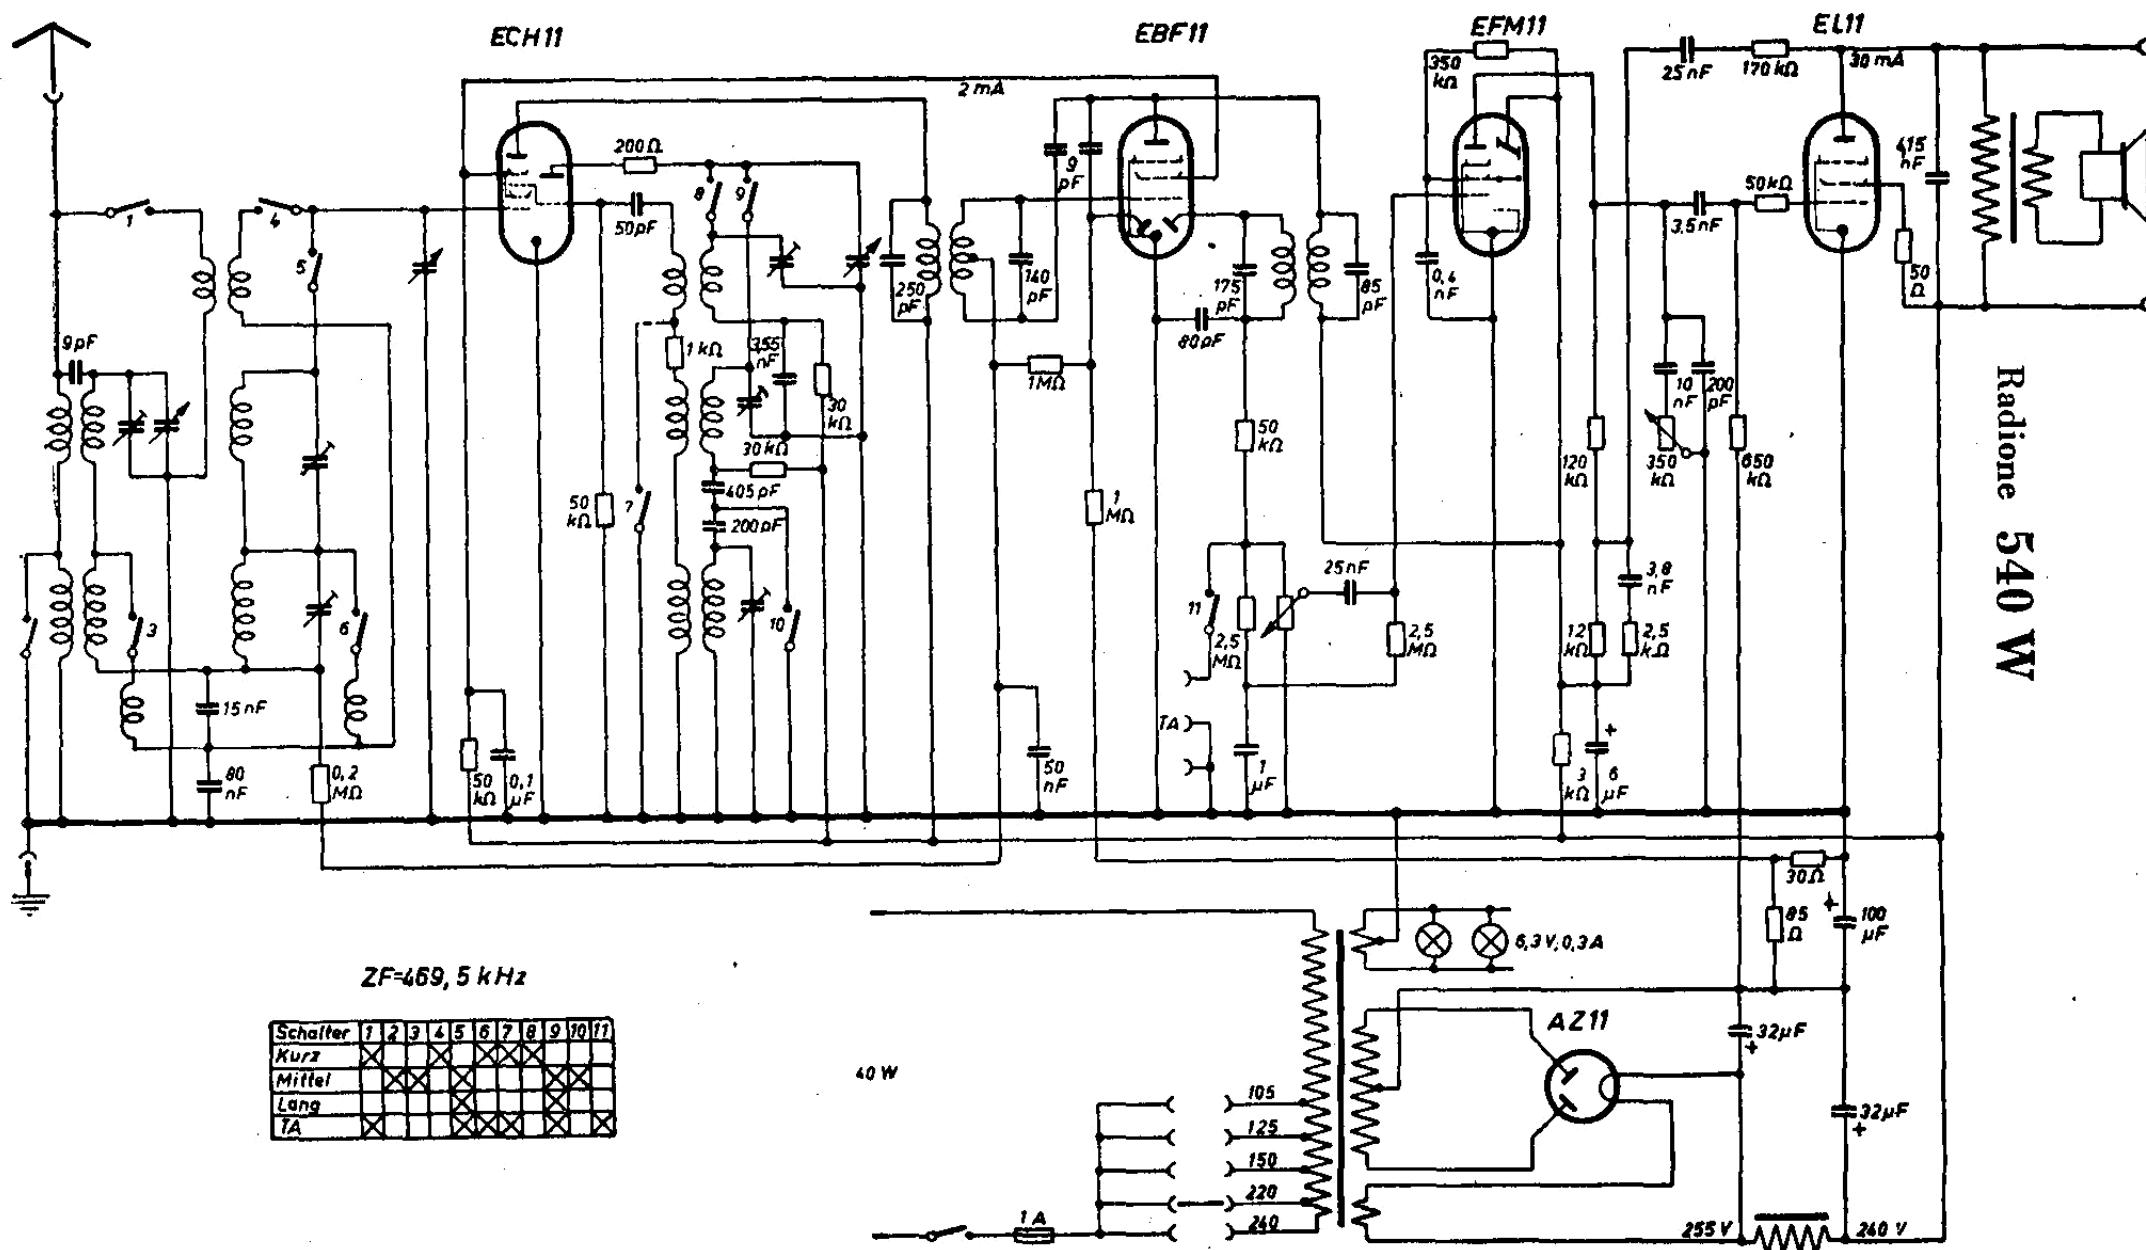 ECH11
EBF11
EFM11
EL11
2 mA
350 kΩ
25 nF
170 kΩ
30 mA
200 Ω
50 pF
8
9
9 pF
415 nF
50 kΩ
3,5 nF
50 Ω
1
4
5
250 pF
140 pF
175 pF
85 pF
80 pF
0,4 nF
9 pF
1 kΩ
3,55 nF
30 kΩ
1 MΩ
50 kΩ
10 nF
200 pF
30 kΩ
405 pF
200 pF
50 kΩ
7
1 MΩ
120 kΩ
350 kΩ
650 kΩ
Radione 540 W
3
6
10
11
2,5 MΩ
25 nF
2,5 MΩ
12 kΩ
3,8 nF
2,5 kΩ
15 nF
80 nF
0,2 MΩ
50 kΩ
0,1 µF
50 nF
TA
1 µF
3 kΩ
+
6 µF
30 Ω
85 Ω
+
100 µF
6,3 V, 0,3 A
ZF=469,5 kHz
Schalter 1 2 3 4 5 6 7 8 9 10 11
Kurz
Mittel
Lang
TA
40 W
AZ11
32 µF
+
32 µF
+
105
125
150
220
240
1 A
255 V
240 V